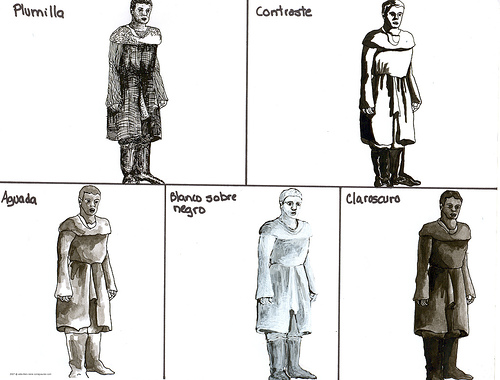 Plumilla
Contraste
Aguada
Blanco sobre
negro
Claroscuro